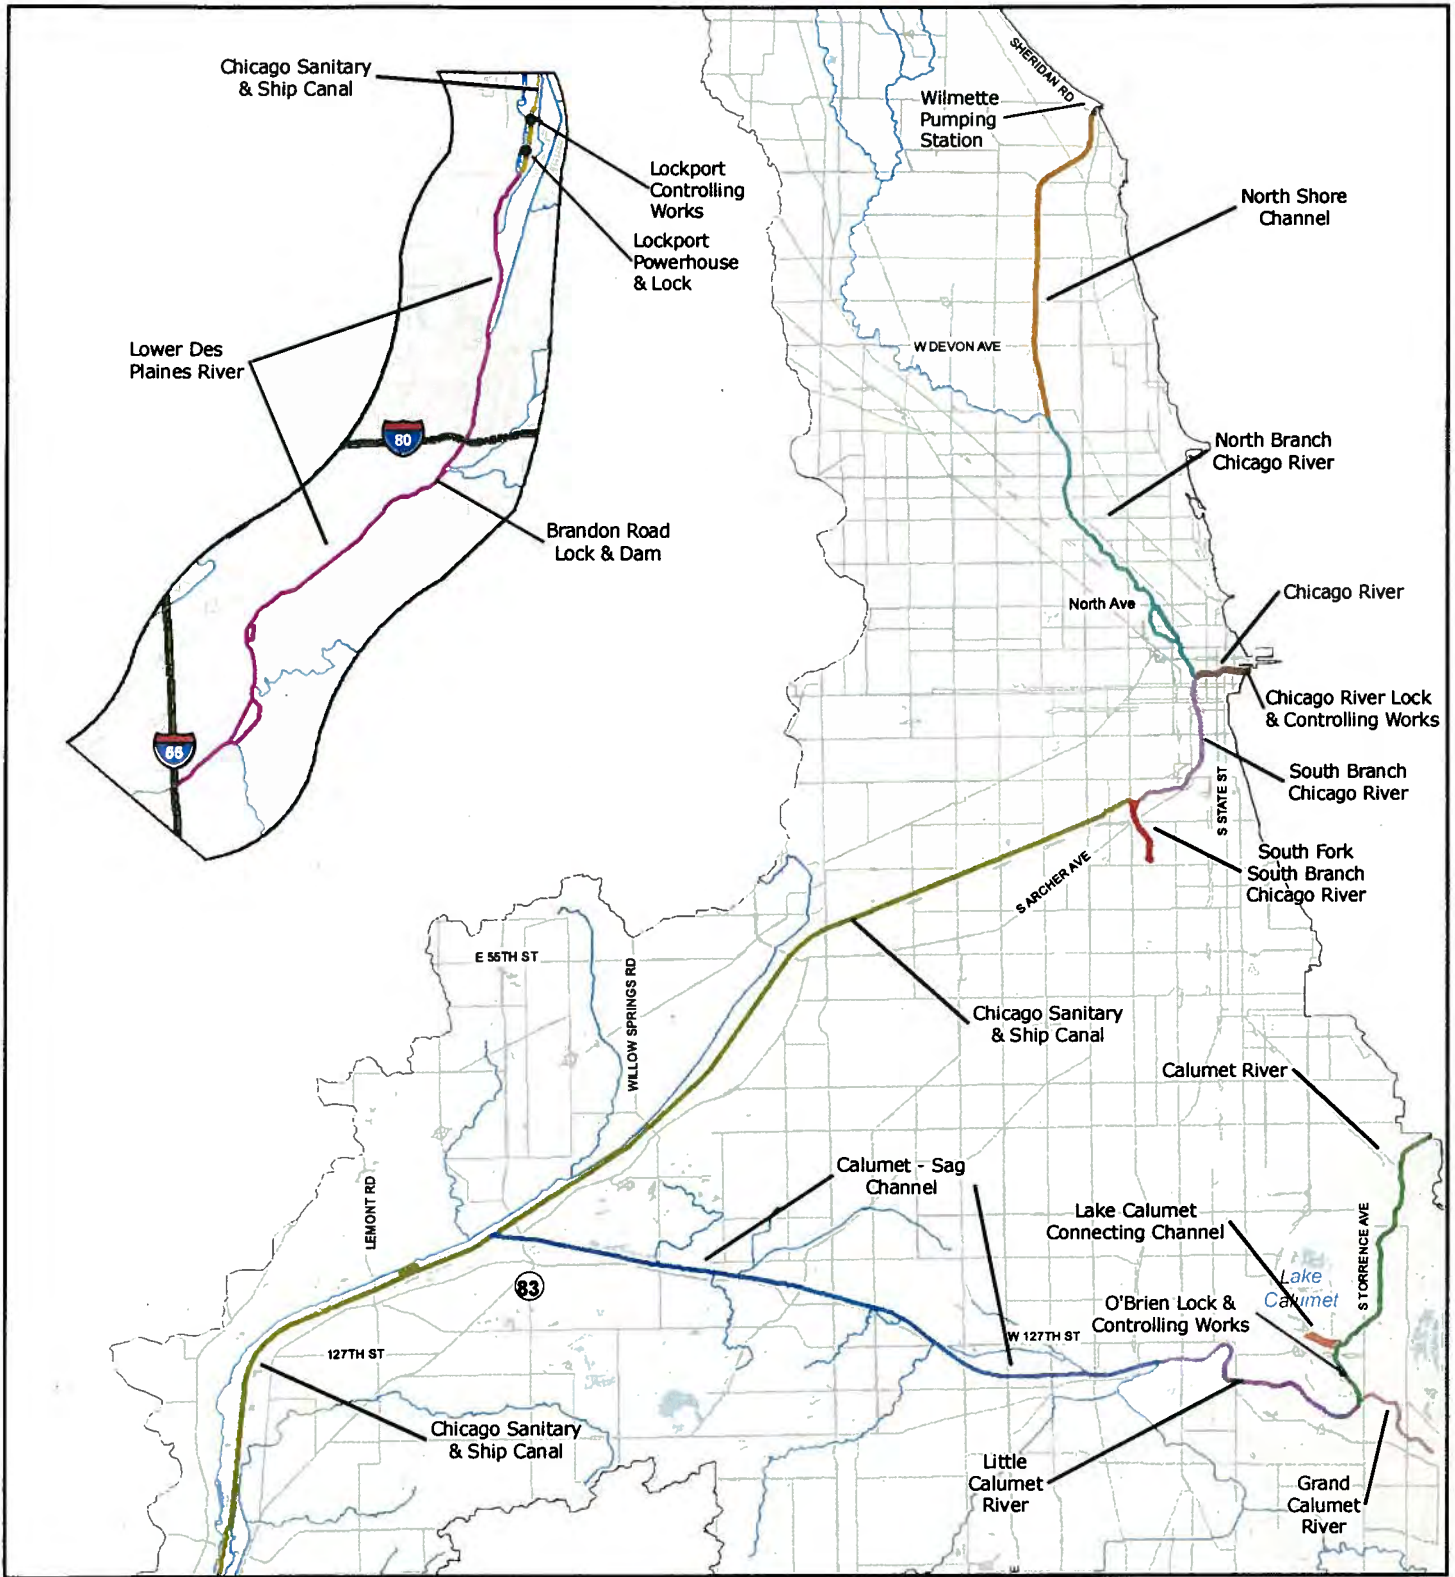 Chicago Sanitary
& Ship Canal
Lockport
Controlling
Works
Lockport
Powerhouse
& Lock
Lower Des
Plaines River
80
Brandon Road
Lock & Dam
55
SHERIDAN RD
Wilmette
Pumping
Station
North Shore
Channel
W DEVON AVE
North Branch
Chicago River
North Ave
Chicago River
Chicago River Lock
& Controlling Works
South Branch
Chicago River
S STATE ST
South Fork
South Branch
Chicago River
S ARCHER AVE
E 55TH ST
WILLOW SPRINGS RD
Chicago Sanitary
& Ship Canal
Calumet River
Calumet - Sag
Channel
LEMONT RD
Lake Calumet
Connecting Channel
S TORRENCE AVE
Lake
Calumet
83
O'Brien Lock &
Controlling Works
W 127TH ST
127TH ST
Chicago Sanitary
& Ship Canal
Little
Calumet
River
Grand
Calumet
River